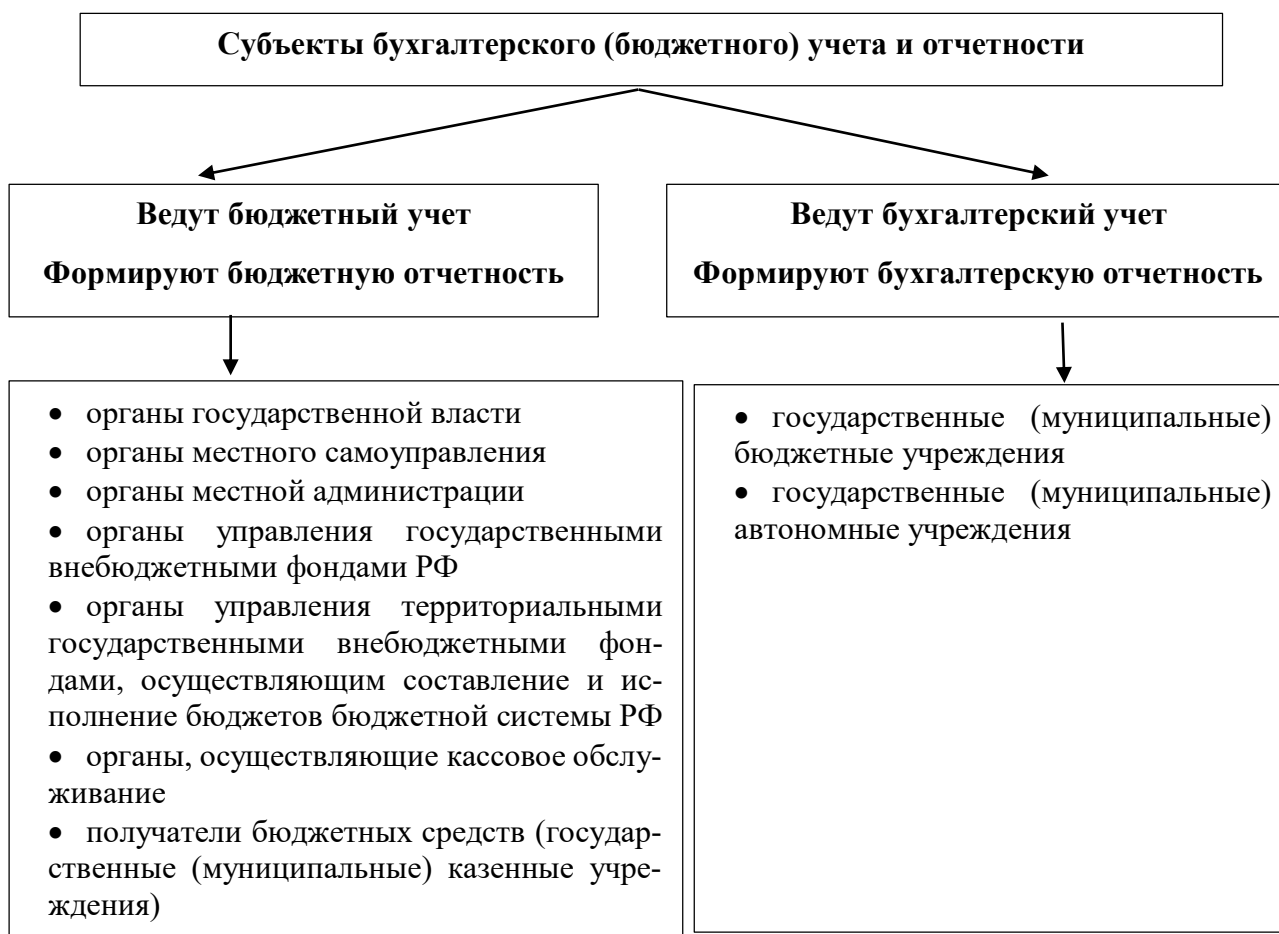 Субъекты бухгалтерского (бюджетного) учета и отчетности
Ведут бюджетный учет
Формируют бюджетную отчетность
Ведут бухгалтерский учет
Формируют бухгалтерскую отчетность
• органы государственной власти
• органы местного самоуправления
• органы местной администрации
• органы управления государственными
внебюджетными фондами РФ
• органы управления территориальными
государственными внебюджетными фон-
дами, осуществляющим составление и ис-
полнение бюджетов бюджетной системы РФ
• органы, осуществляющие кассовое обслу-
живание
• получатели бюджетных средств (государ-
ственные (муниципальные) казенные учре-
ждения)
• государственные (муниципальные)
бюджетные учреждения
• государственные (муниципальные)
автономные учреждения